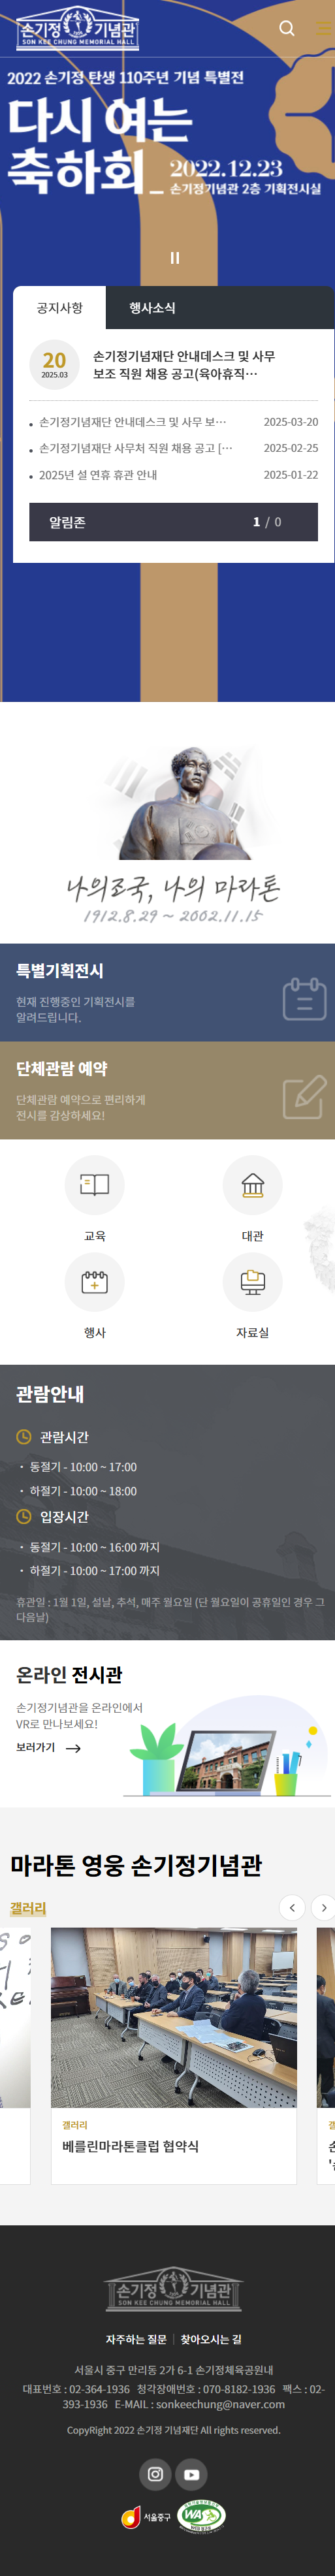 손기정 기념관
SON KEE CHUNG MEMORIAL HALL
2022 손기정 탄생 110주년 기념 특별전
다시 여는
축하회_ 2022.12.23
손기정기념관 2층 기획전시실
공지사항 행사소식
20
2025.03
손기정기념재단 안내데스크 및 사무
보조 직원 채용 공고(육아휴직…
손기정기념재단 안내데스크 및 사무 보… 2025-03-20
손기정기념재단 사무처 직원 채용 공고 [… 2025-02-25
2025년 설 연휴 휴관 안내 2025-01-22
알림존 1 / 0
나의조국, 나의 마라톤
1912.8.29 ~ 2002.11.15
특별기획전시
현재 진행중인 기획전시를
알려드립니다.
단체관람 예약
단체관람 예약으로 편리하게
전시를 감상하세요!
교육 대관
행사 자료실
관람안내
관람시간
· 동절기 - 10:00 ~ 17:00
· 하절기 - 10:00 ~ 18:00
입장시간
· 동절기 - 10:00 ~ 16:00 까지
· 하절기 - 10:00 ~ 17:00 까지
휴관일 : 1월 1일, 설날, 추석, 매주 월요일 (단 월요일이 공휴일인 경우 그
다음날)
온라인 전시관
손기정기념관을 온라인에서
VR로 만나보세요!
보러가기 →
마라톤 영웅 손기정기념관
갤러리
갤러리
베를린마라톤클럽 협약식
손기정 기념관
SON KEE CHUNG MEMORIAL HALL
자주하는 질문 | 찾아오시는 길
서울시 중구 만리동 2가 6-1 손기정체육공원내
대표번호 : 02-364-1936 청각장애번호 : 070-8182-1936 팩스 : 02-
393-1936 E-MAIL : sonkeechung@naver.com
CopyRight 2022 손기정 기념재단 All rights reserved.
서울중구 WA